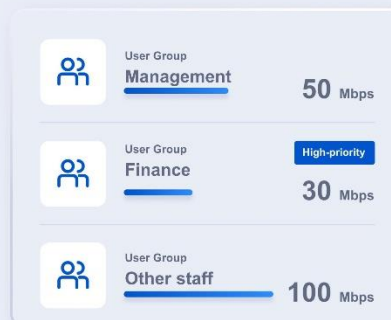 User Group
Management
50 Mbps
User Group
High-priority
Finance
30 Mbps
User Group
Other staff
100 Mbps